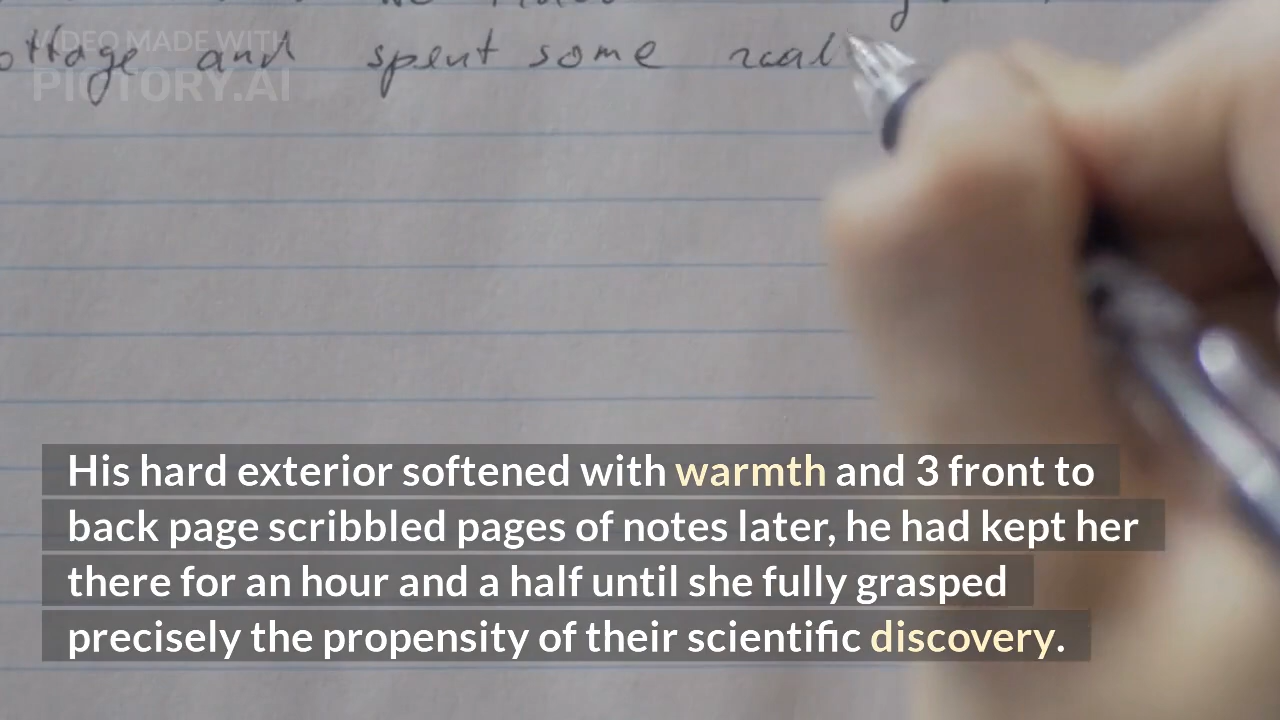 VIDEO MADE WITH
PICTORY.AI
and spent some real
His hard exterior softened with warmth and 3 front to
back page scribbled pages of notes later, he had kept her
there for an hour and a half until she fully grasped
precisely the propensity of their scientific discovery.